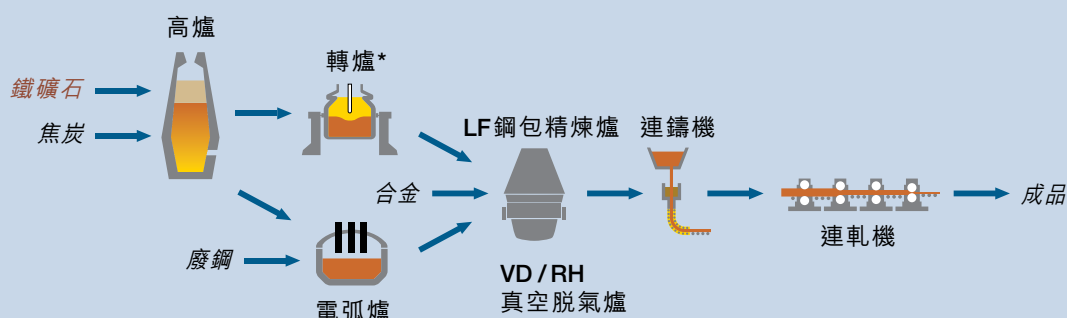 高爐
轉爐*
鐵礦石
焦炭
LF鋼包精煉爐
連鑄機
合金
成品
廢鋼
連軋機
VD / RH
真空脱氣爐
電弧爐